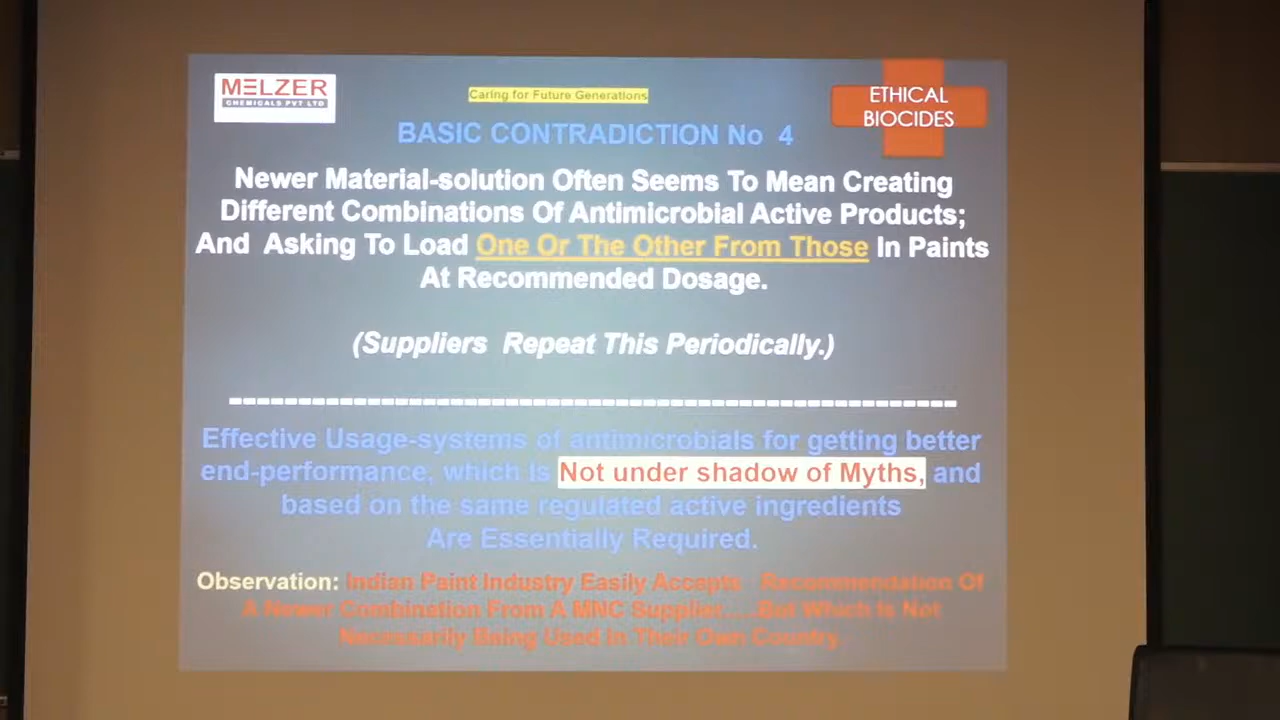 MELZER
CHEMICALS PVT LTD
Caring for Future Generations
ETHICAL
BIOCIDES
BASIC CONTRADICTION No 4
Newer Material-solution Often Seems To Mean Creating
Different Combinations Of Antimicrobial Active Products;
And Asking To Load One Or The Other From Those In Paints
At Recommended Dosage.
(Suppliers Repeat This Periodically.)
Effective Usage-systems of antimicrobials for getting better
end-performance, which is Not under shadow of Myths, and
based on the same regulated active ingredients
Are Essentially Required.
Observation: Indian Paint Industry Easily Accepts Recommendation Of
A Newer Combination From A MNC Supplier.....But Which Is Not
Necessarily Being Used In Their Own Country.